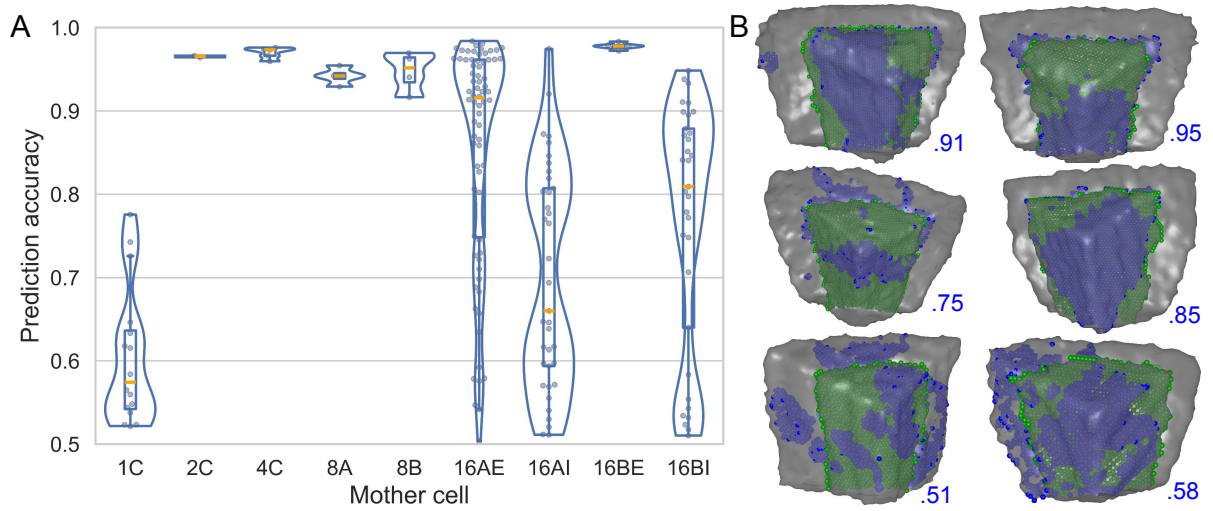 A
Prediction accuracy
1.0
0.9
0.8
0.7
0.6
0.5
1C 2C 4C 8A 8B 16AE 16AI 16BE 16BI
Mother cell
B
.91 .95
.75 .85
.51 .58